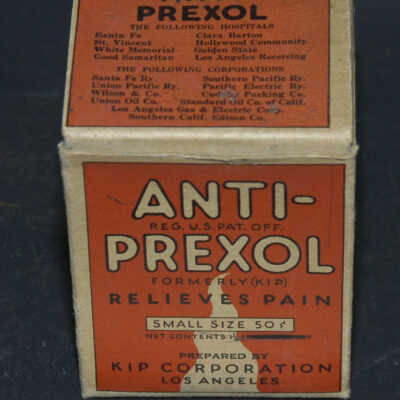 PREXOL
THE FOLLOWING HOSPITALS
Santa Fe Clara Barton
St. Vincent Hollywood Community
White Memorial Golden State
Good Samaritan Los Angeles Receiving
THE FOLLOWING CORPORATIONS
Santa Fe Ry. Southern Pacific Ry.
Union Pacific Ry. Pacific Electric Ry.
Wilson & Co. Cudahy Packing Co.
Union Oil Co. Standard Oil Co. of Calif.
Los Angeles Gas & Electric Corp.
Southern Calif. Edison Co.
ANTI-
REG. U.S. PAT. OFF.
PREXOL
FORMERLY (KIP)
RELIEVES PAIN
SMALL SIZE 50¢
NET CONTENTS
PREPARED BY
KIP CORPORATION
LOS ANGELES